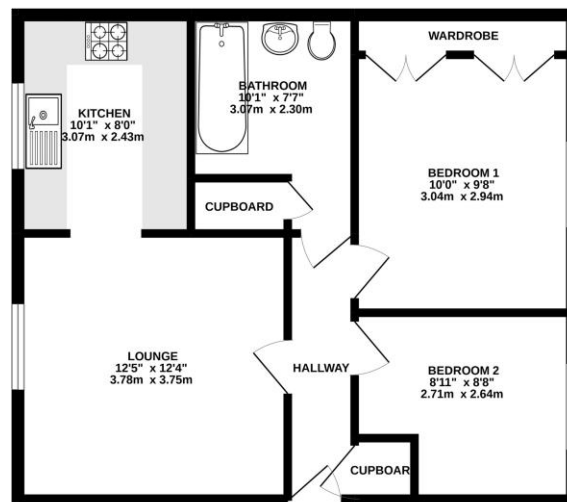 WARDROBE
KITCHEN
10'1" x 8'0"
3.07m x 2.43m
BATHROOM
10'1" x 7'7"
3.07m x 2.30m
BEDROOM 1
10'0" x 9'8"
3.04m x 2.94m
CUPBOARD
LOUNGE
12'5" x 12'4"
3.78m x 3.75m
HALLWAY
BEDROOM 2
8'11" x 8'8"
2.71m x 2.64m
CUPBOAR